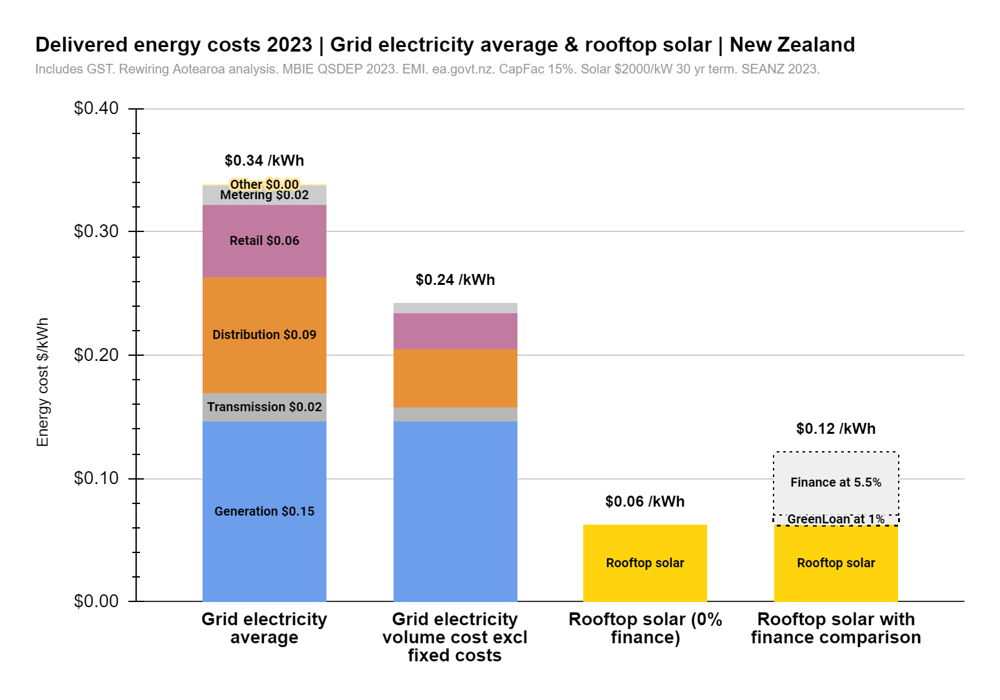 Delivered energy costs 2023 | Grid electricity average & rooftop solar | New Zealand
Includes GST. Rewiring Aotearoa analysis. MBIE QSDEP 2023. EMI. ea.govt.nz. CapFac 15%. Solar $2000/kW 30 yr term. SEANZ 2023.
Energy cost $/kWh
$0.40
$0.30
$0.20
$0.10
$0.00
$0.34 /kWh
Other $0.00
Metering $0.02
Retail $0.06
Distribution $0.09
Transmission $0.02
Generation $0.15
$0.24 /kWh
$0.06 /kWh
Rooftop solar
$0.12 /kWh
Finance at 5.5%
GreenLoan at 1%
Rooftop solar
Grid electricity
average
Grid electricity
volume cost excl
fixed costs
Rooftop solar (0%
finance)
Rooftop solar with
finance comparison